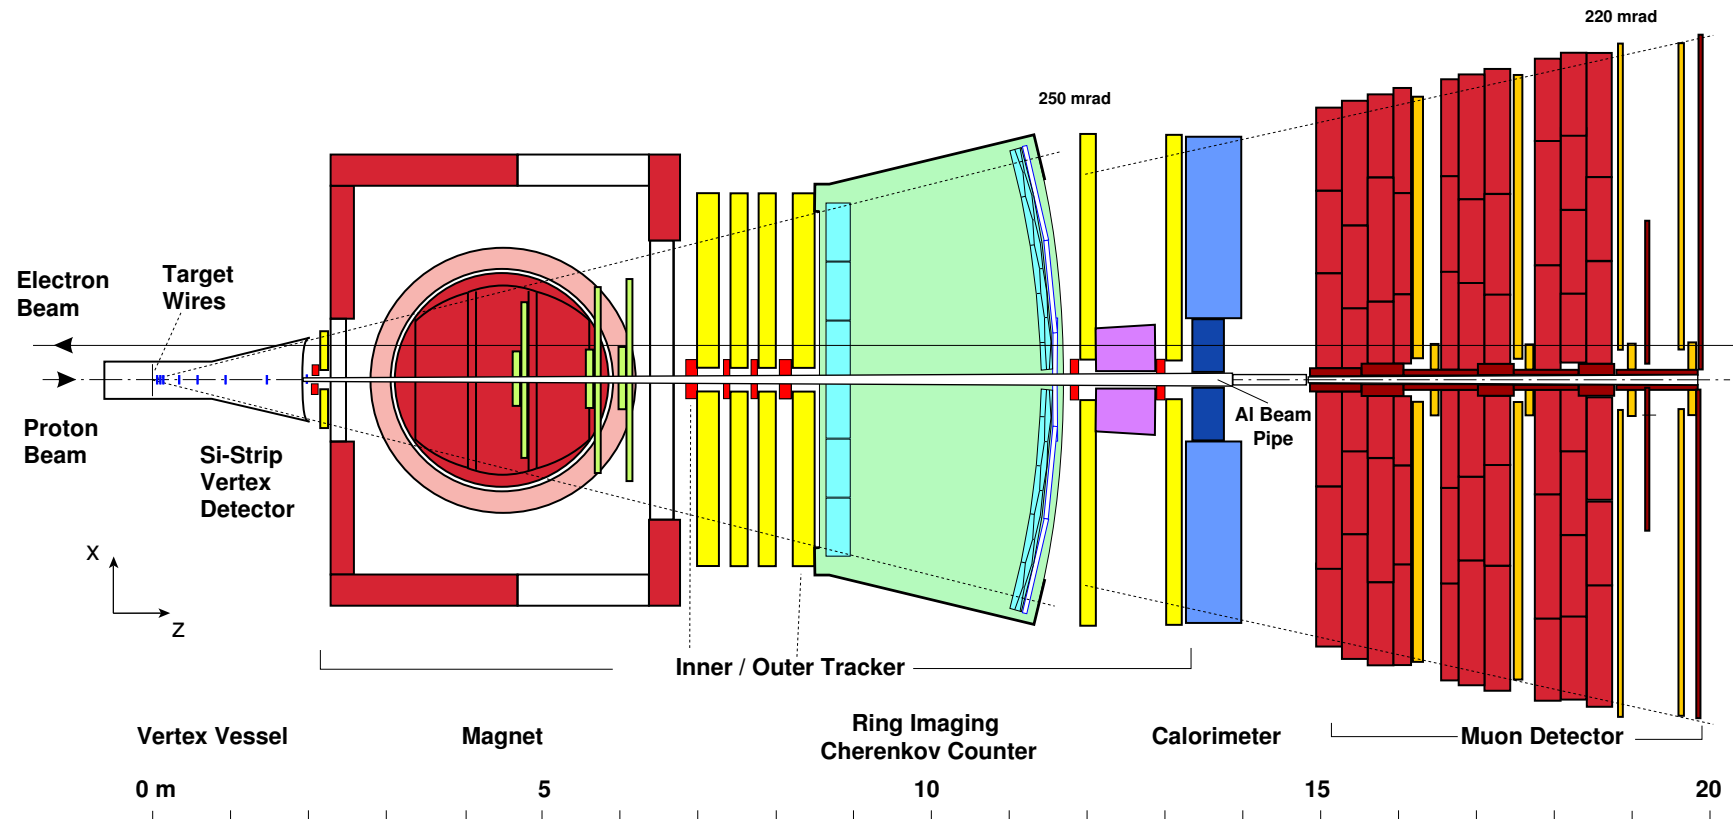 220 mrad
250 mrad
Electron
Beam
Target
Wires
Proton
Beam
Si-Strip
Vertex
Detector
Al Beam
Pipe
X
Z
Inner / Outer Tracker
Vertex Vessel
Magnet
Ring Imaging
Cherenkov Counter
Calorimeter
Muon Detector
0 m
5
10
15
20